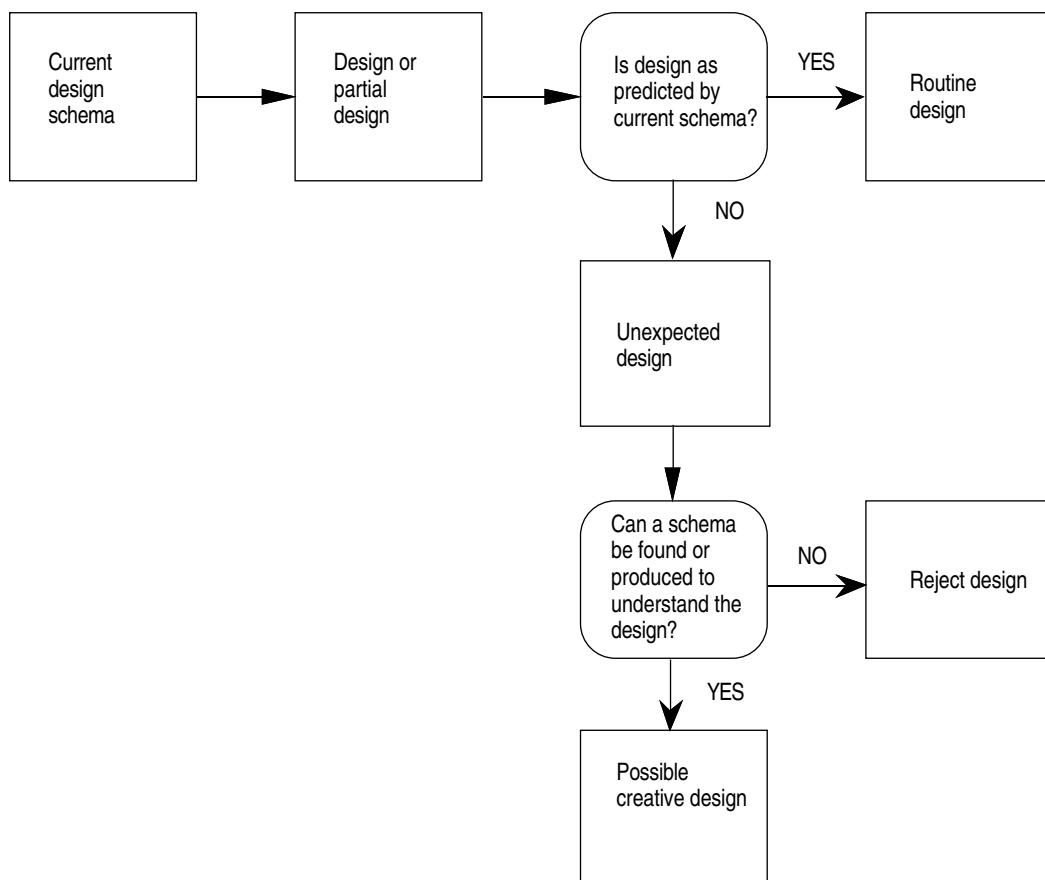 Current
design
schema
Design or
partial
design
Is design as
predicted by
current schema?
YES
Routine
design
NO
Unexpected
design
Can a schema
be found or
produced to
understand the
design?
NO
Reject design
YES
Possible
creative design